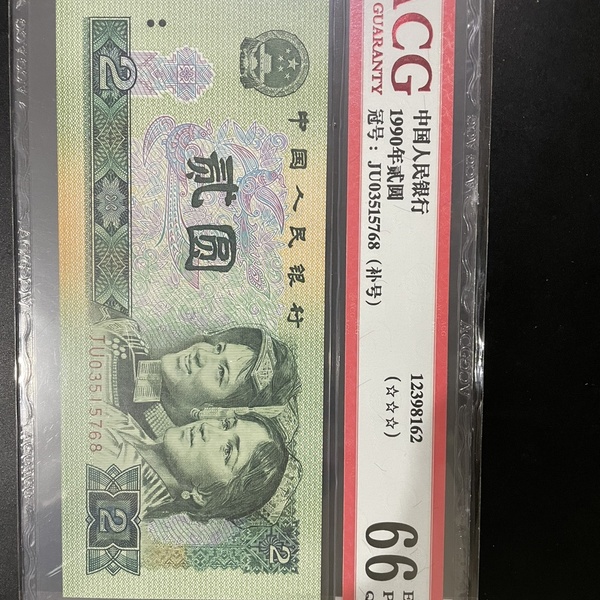 ACG
GUARANTY
中国人民银行
1990年贰圆
冠号：JU03515768（补号）
12398162
（☆☆☆）
66
E
P
Q
中国人民银行
贰圆
2
JU03515768
2
2